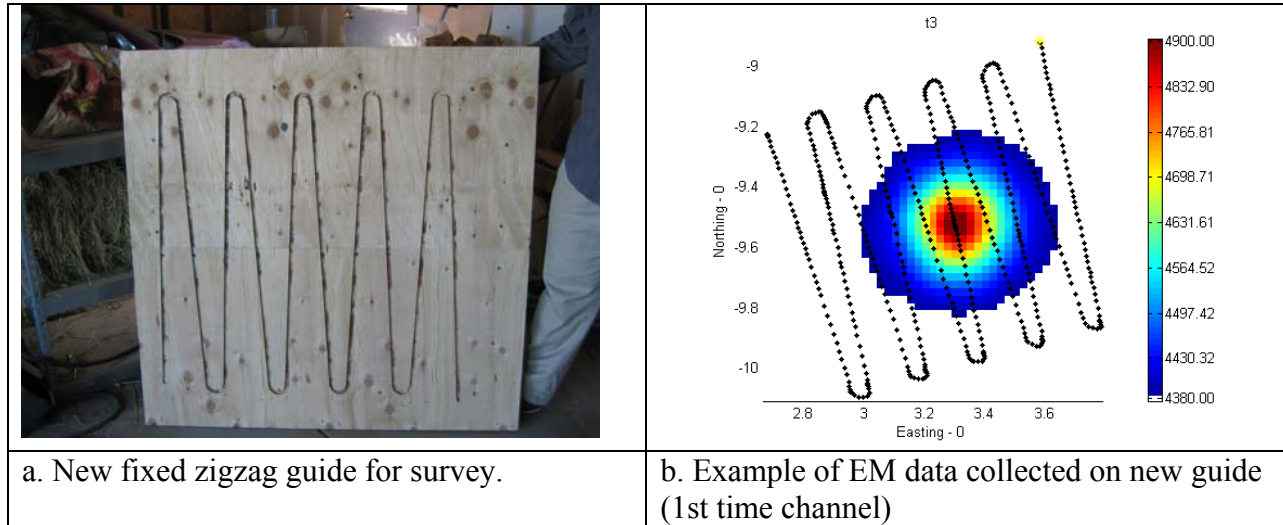 t3
-9
-9.2
-9.4
-9.6
-9.8
-10
Northing - 0
2.8 3 3.2 3.4 3.6
Easting - 0
4900.00
4832.90
4765.81
4698.71
4631.61
4564.52
4497.42
4430.32
4380.00
a. New fixed zigzag guide for survey.
b. Example of EM data collected on new guide
(1st time channel)